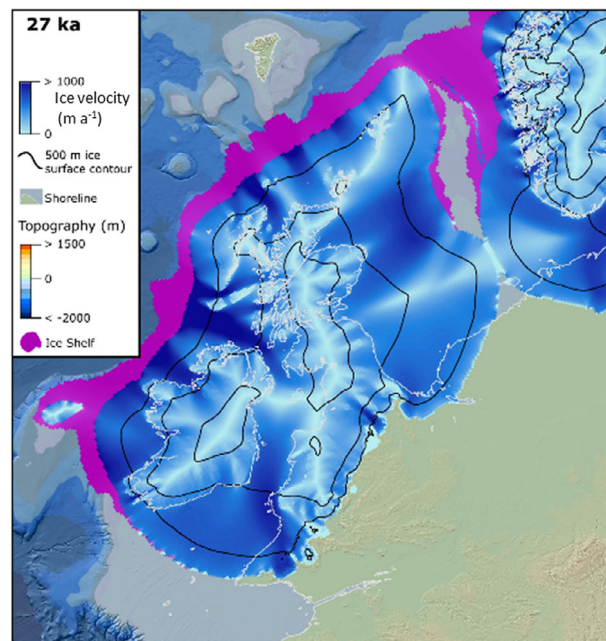 27 ka
> 1000
Ice velocity
0
(m a⁻¹)
500 m ice
surface contour
Shoreline
Topography (m)
> 1500
0
< -2000
Ice Shelf